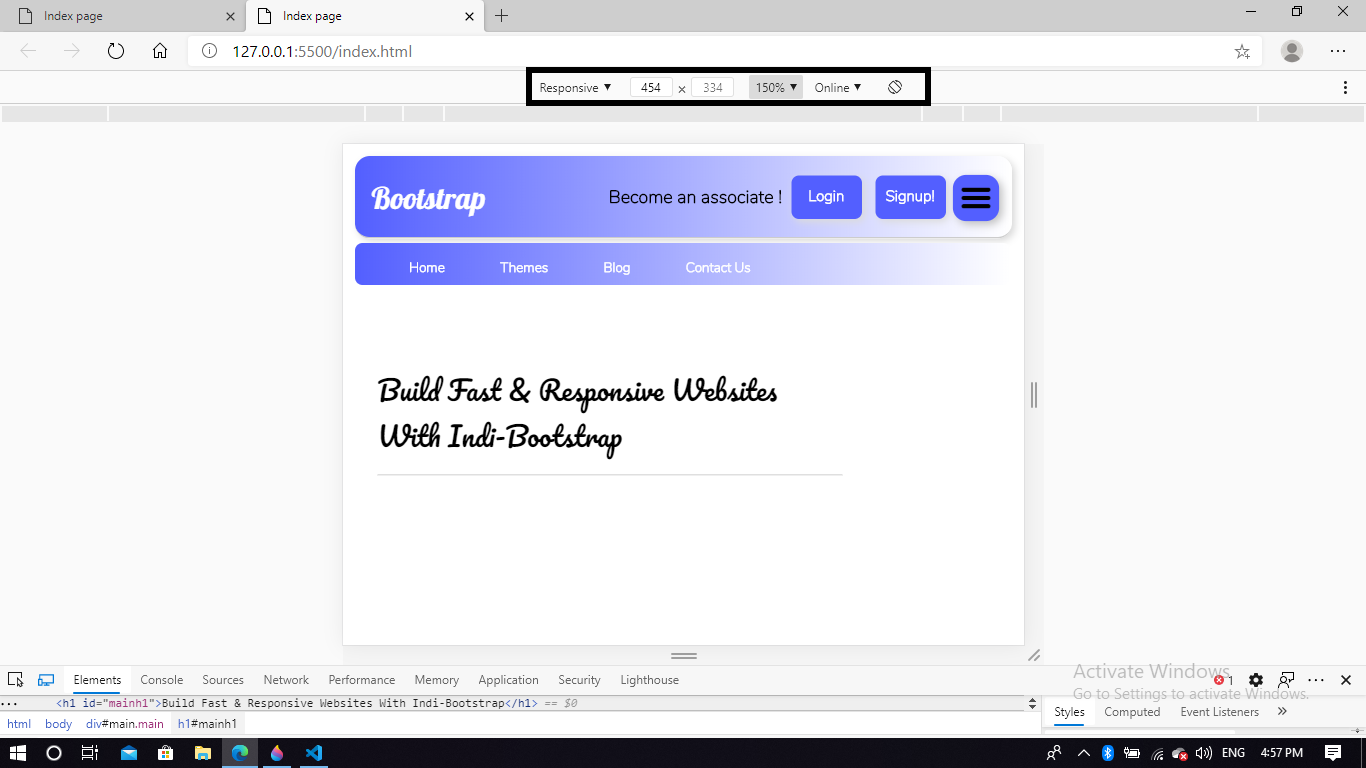 Index page
Index page
127.0.0.1:5500/index.html
Responsive 454 × 334 150% Online
Bootstrap
Become an associate !
Login
Signup!
Home
Themes
Blog
Contact Us
Build Fast & Responsive Websites
With Indi-Bootstrap
Elements
Console
Sources
Network
Performance
Memory
Application
Security
Lighthouse
1
<h1 id="mainh1">Build Fast & Responsive Websites With Indi-Bootstrap</h1> == $0
html body div#main.main h1#mainh1
Styles
Computed
Event Listeners
Activate Windows
Go to Settings to activate Windows.
ENG
4:57 PM